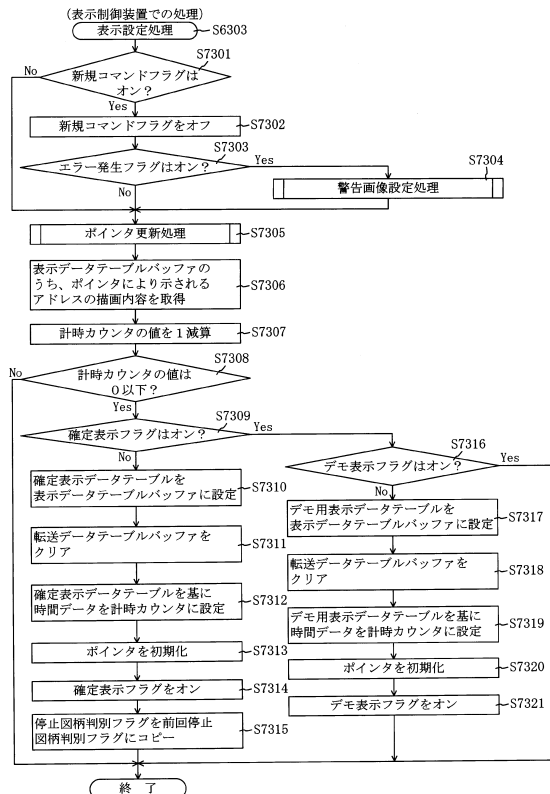 (表示制御装置での処理)
表示設定処理
S6303
S7301
No
新規コマンドフラグは
オン？
Yes
新規コマンドフラグをオフ
S7302
S7303
エラー発生フラグはオン？
Yes
No
S7304
警告画像設定処理
ポインタ更新処理
S7305
表示データテーブルバッファの
うち、ポインタにより示される
アドレスの描画内容を取得
S7306
計時カウンタの値を１減算
S7307
S7308
No
計時カウンタの値は
０以下？
Yes
S7309
確定表示フラグはオン？
Yes
No
S7316
デモ表示フラグはオン？
Yes
No
確定表示データテーブルを
表示データテーブルバッファに設定
S7310
転送データテーブルバッファを
クリア
S7311
確定表示データテーブルを基に
時間データを計時カウンタに設定
S7312
ポインタを初期化
S7313
確定表示フラグをオン
S7314
停止図柄判別フラグを前回停止
図柄判別フラグにコピー
S7315
デモ用表示データテーブルを
表示データテーブルバッファに設定
S7317
転送データテーブルバッファを
クリア
S7318
デモ用表示データテーブルを基に
時間データを計時カウンタに設定
S7319
ポインタを初期化
S7320
デモ表示フラグをオン
S7321
終了